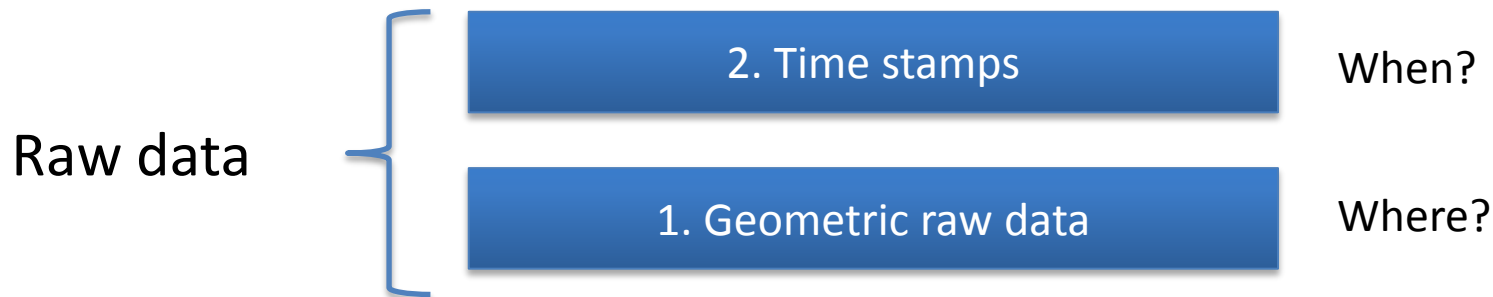 2. Time stamps
When?
Raw data
1. Geometric raw data
Where?